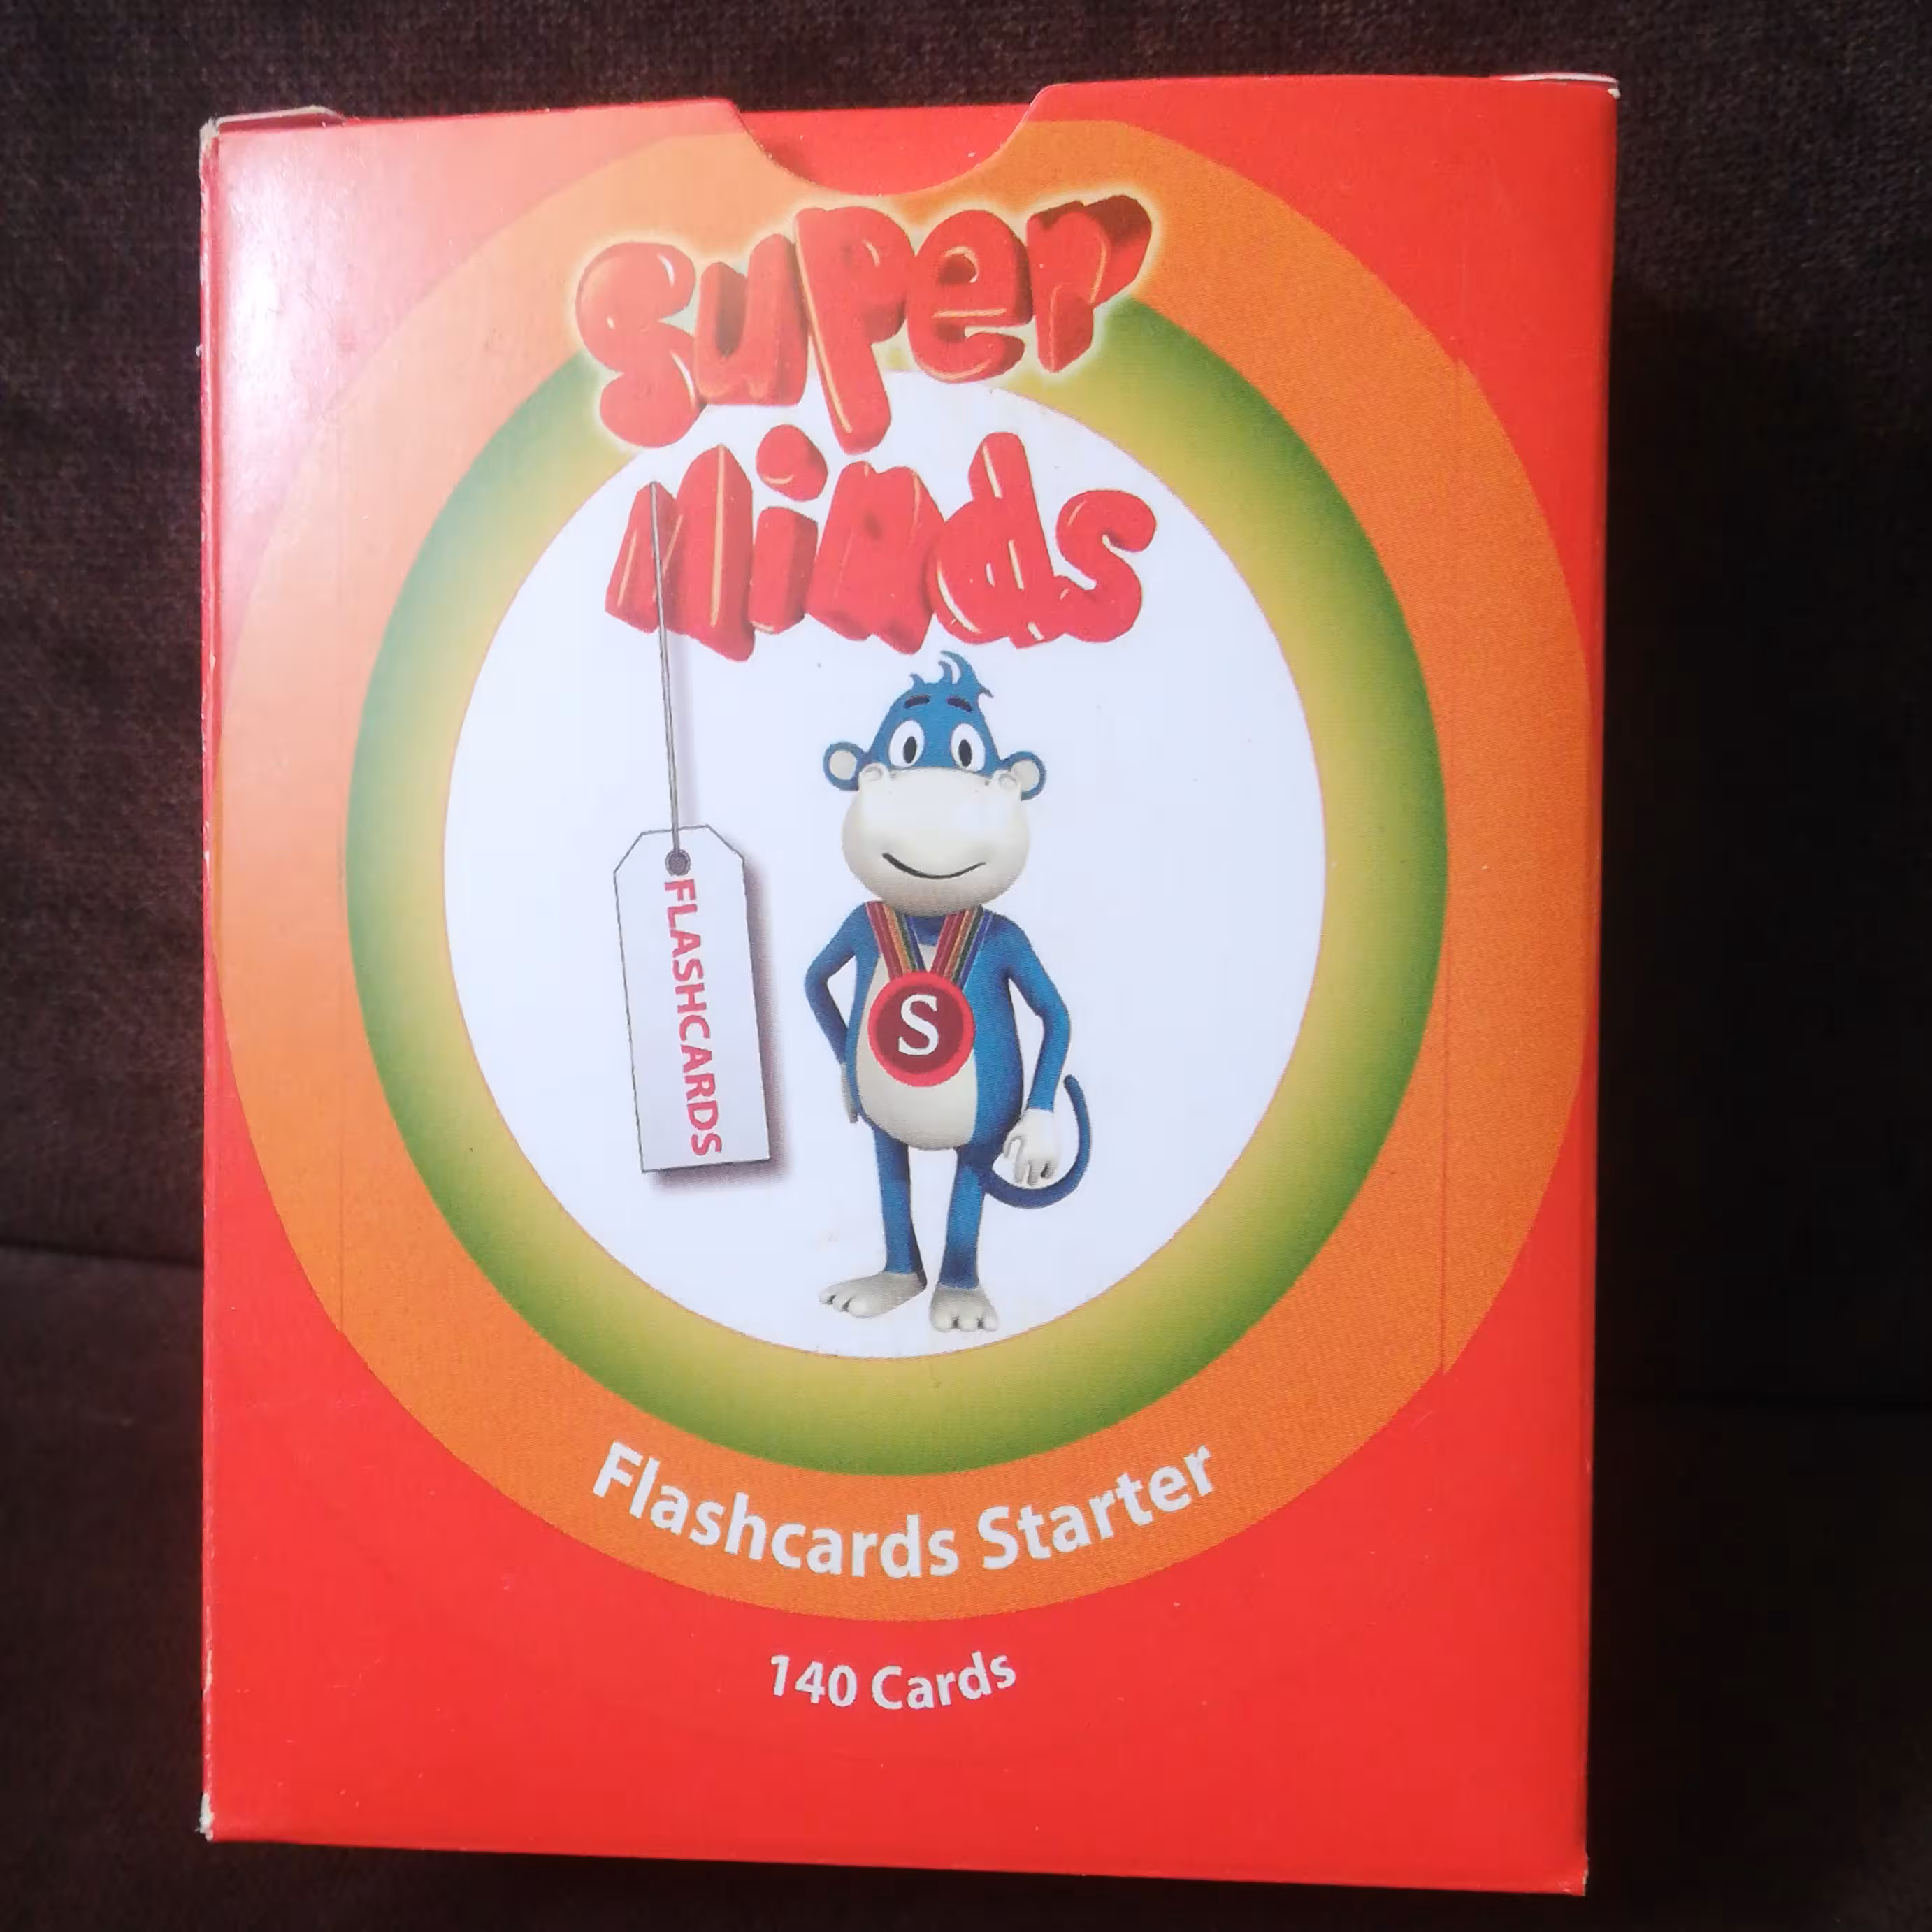 Super
Minds
FLASHCARDS
S
Flashcards Starter
140 Cards